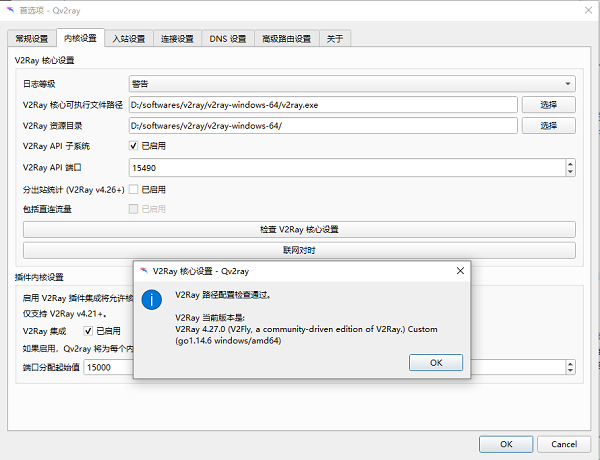 首选项 - Qv2ray
常规设置 内核设置 入站设置 连接设置 DNS 设置 高级路由设置 关于
V2Ray 核心设置
日志等级 警告
V2Ray 核心可执行文件路径 D:/softwares/v2ray/v2ray-windows-64/v2ray.exe 选择
V2Ray 资源目录 D:/softwares/v2ray/v2ray-windows-64/ 选择
V2Ray API 子系统 已启用
V2Ray API 端口 15490
分出站统计 (V2Ray v4.26+) 已启用
包括直连流量 已启用
检查 V2Ray 核心设置
联网对时
插件内核设置
启用 V2Ray 插件集成将允许核
仅支持 V2Ray v4.21+。
V2Ray 集成 已启用
如果启用，Qv2ray 将为每个内
端口分配起始值 15000
V2Ray 核心设置 - Qv2ray
V2Ray 路径配置检查通过。
V2Ray 当前版本是:
V2Ray 4.27.0 (V2Fly, a community-driven edition of V2Ray.) Custom
(go1.14.6 windows/amd64)
OK
OK Cancel